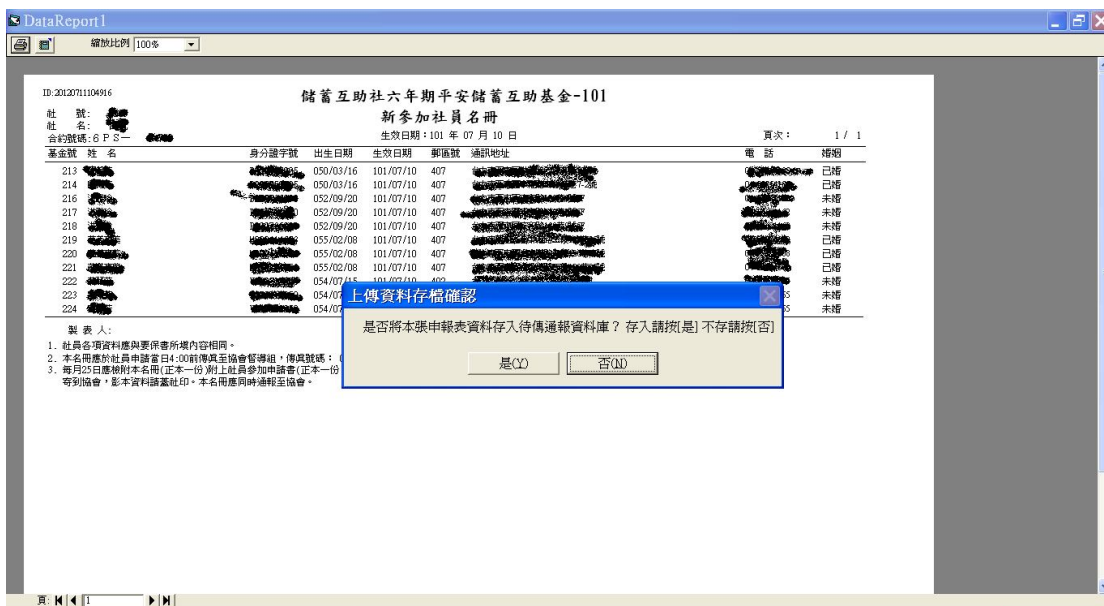 DataReport1
縮放比例 100%
ID:20120711104916
儲蓄互助社六年期平安儲蓄互助基金-101
新參加社員名冊
社 號:
社 名:
合約號碼:6 P S—
生效日期:101 年 07 月 10 日
頁次: 1 / 1
基金號 姓 名 身分證字號 出生日期 生效日期 郵區號 通訊地址 電 話 婚姻
213 050/03/16 101/07/10 407 已婚
214 050/03/16 101/07/10 407 已婚
216 052/09/20 101/07/10 407 未婚
217 052/09/20 101/07/10 407 未婚
218 052/09/20 101/07/10 407 未婚
219 055/02/08 101/07/10 407 已婚
220 055/02/08 101/07/10 407 已婚
221 055/02/08 101/07/10 407 已婚
222 054/07/15 101/07/10 未婚
223 054/07 未婚
224 054/07 未婚
上傳資料存檔確認
是否將本張申報表資料存入待傳通報資料庫? 存入請按[是] 不存請按[否]
是(Y) 否(N)
製 表 人:
1. 社員各項資料應與要保書所填內容相同。
2. 本名冊應於社員申請當日4:00前傳真至協會督導組,傳真號碼:
3. 每月25日應檢附本名冊(正本一份)附上社員參加申請書(正本一份
寄到協會,影本資料請蓋社印。本名冊應同時通報至協會。
頁: 1